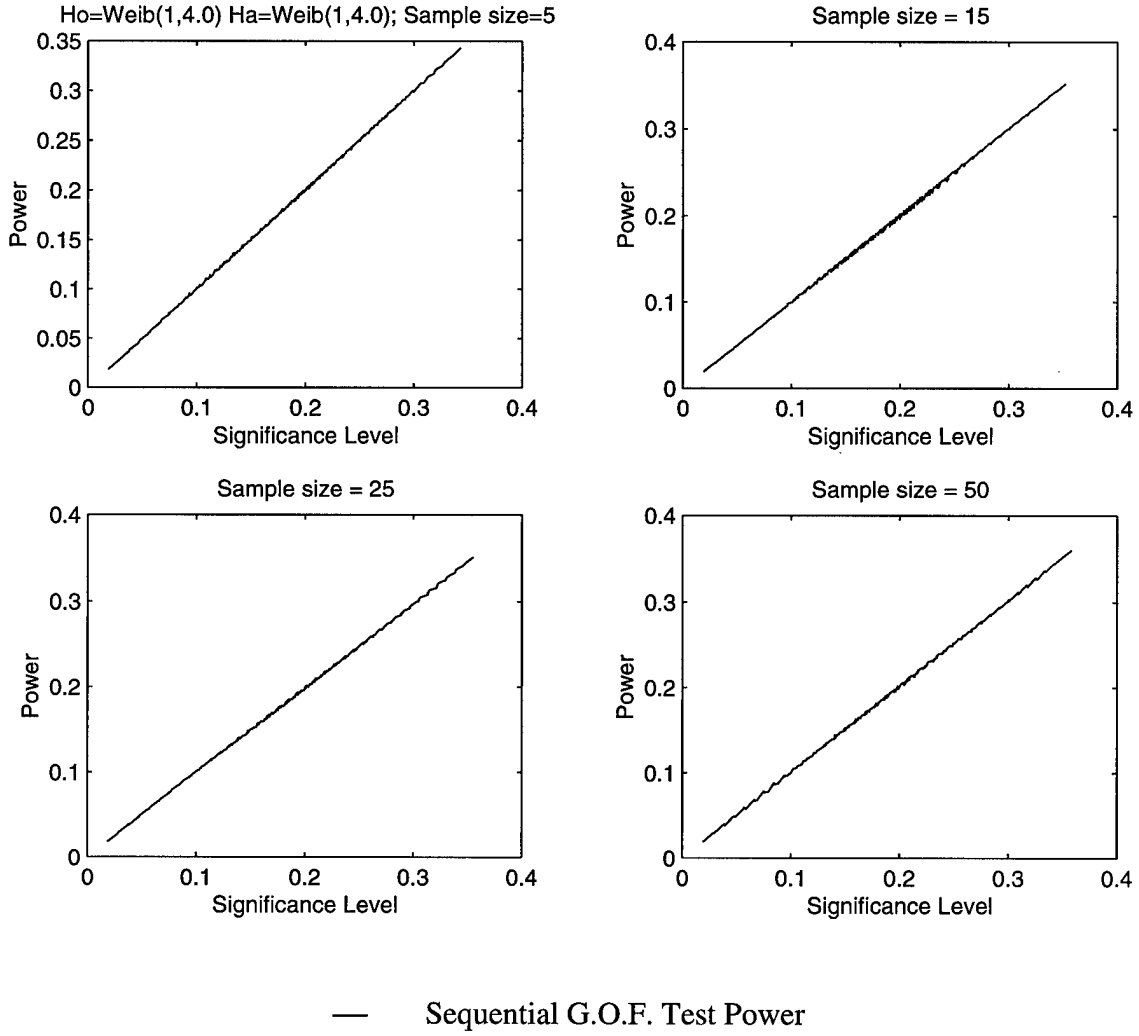 Ho=Weib(1,4.0) Ha=Weib(1,4.0); Sample size=5
0.35
0.3
0.25
0.2
0.15
0.1
0.05
0
Power
0 0.1 0.2 0.3 0.4
Significance Level
Sample size = 15
0.4
0.3
0.2
0.1
0
Power
0 0.1 0.2 0.3 0.4
Significance Level
Sample size = 25
0.4
0.3
0.2
0.1
0
Power
0 0.1 0.2 0.3 0.4
Significance Level
Sample size = 50
0.4
0.3
0.2
0.1
0
Power
0 0.1 0.2 0.3 0.4
Significance Level
— Sequential G.O.F. Test Power